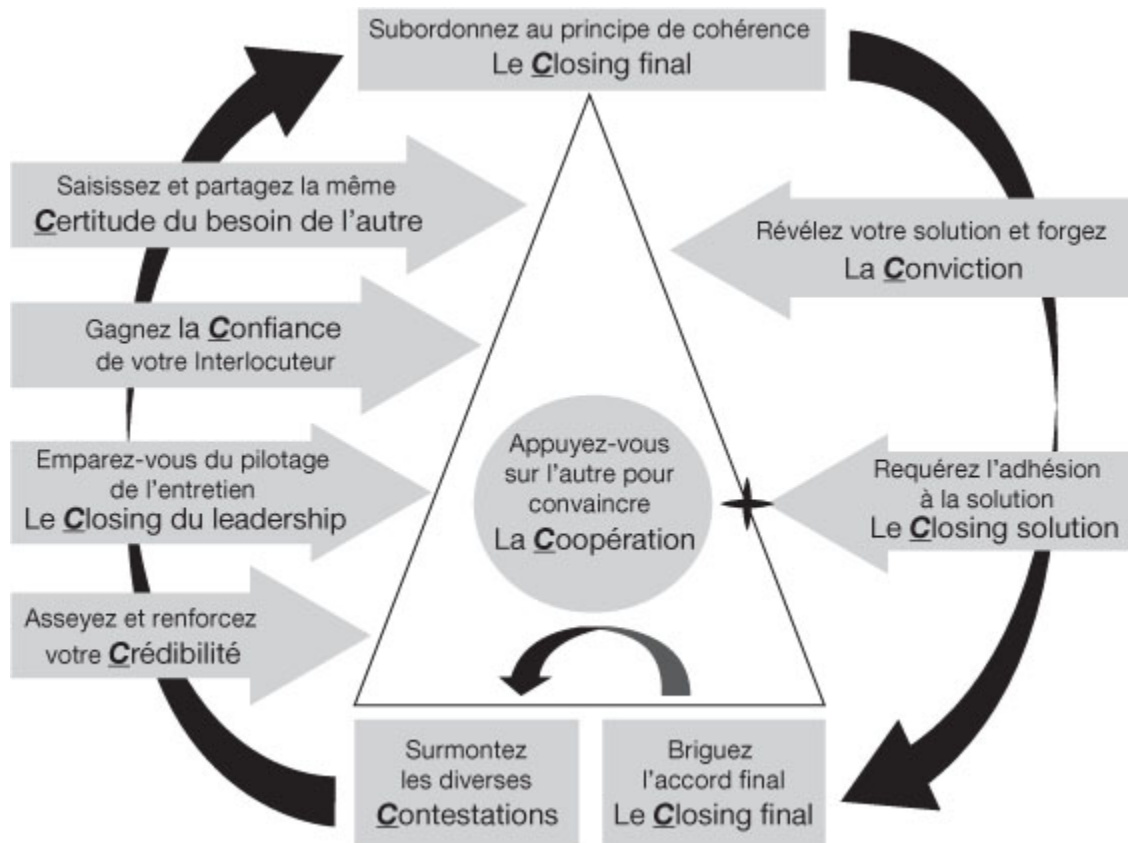 Subordonnez au principe de cohérence
Le Closing final
Saisissez et partagez la même
Certitude du besoin de l'autre
Révélez votre solution et forgez
La Conviction
Gagnez la Confiance
de votre Interlocuteur
Emparez-vous du pilotage
de l'entretien
Le Closing du leadership
Appuyez-vous
sur l'autre pour
convaincre
La Coopération
Requérez l'adhésion
à la solution
Le Closing solution
Asseyez et renforcez
votre Crédibilité
Surmontez
les diverses
Contestations
Briguez
l'accord final
Le Closing final